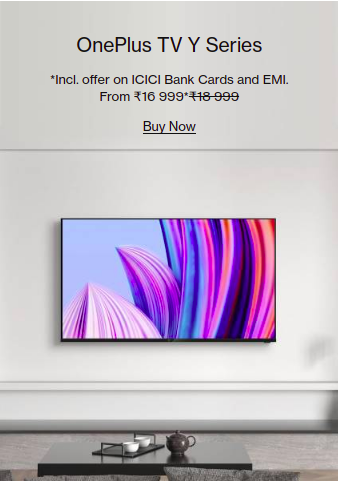 OnePlus TV Y Series
*Incl. offer on ICICI Bank Cards and EMI.
From ₹16 999*₹18 999
Buy Now